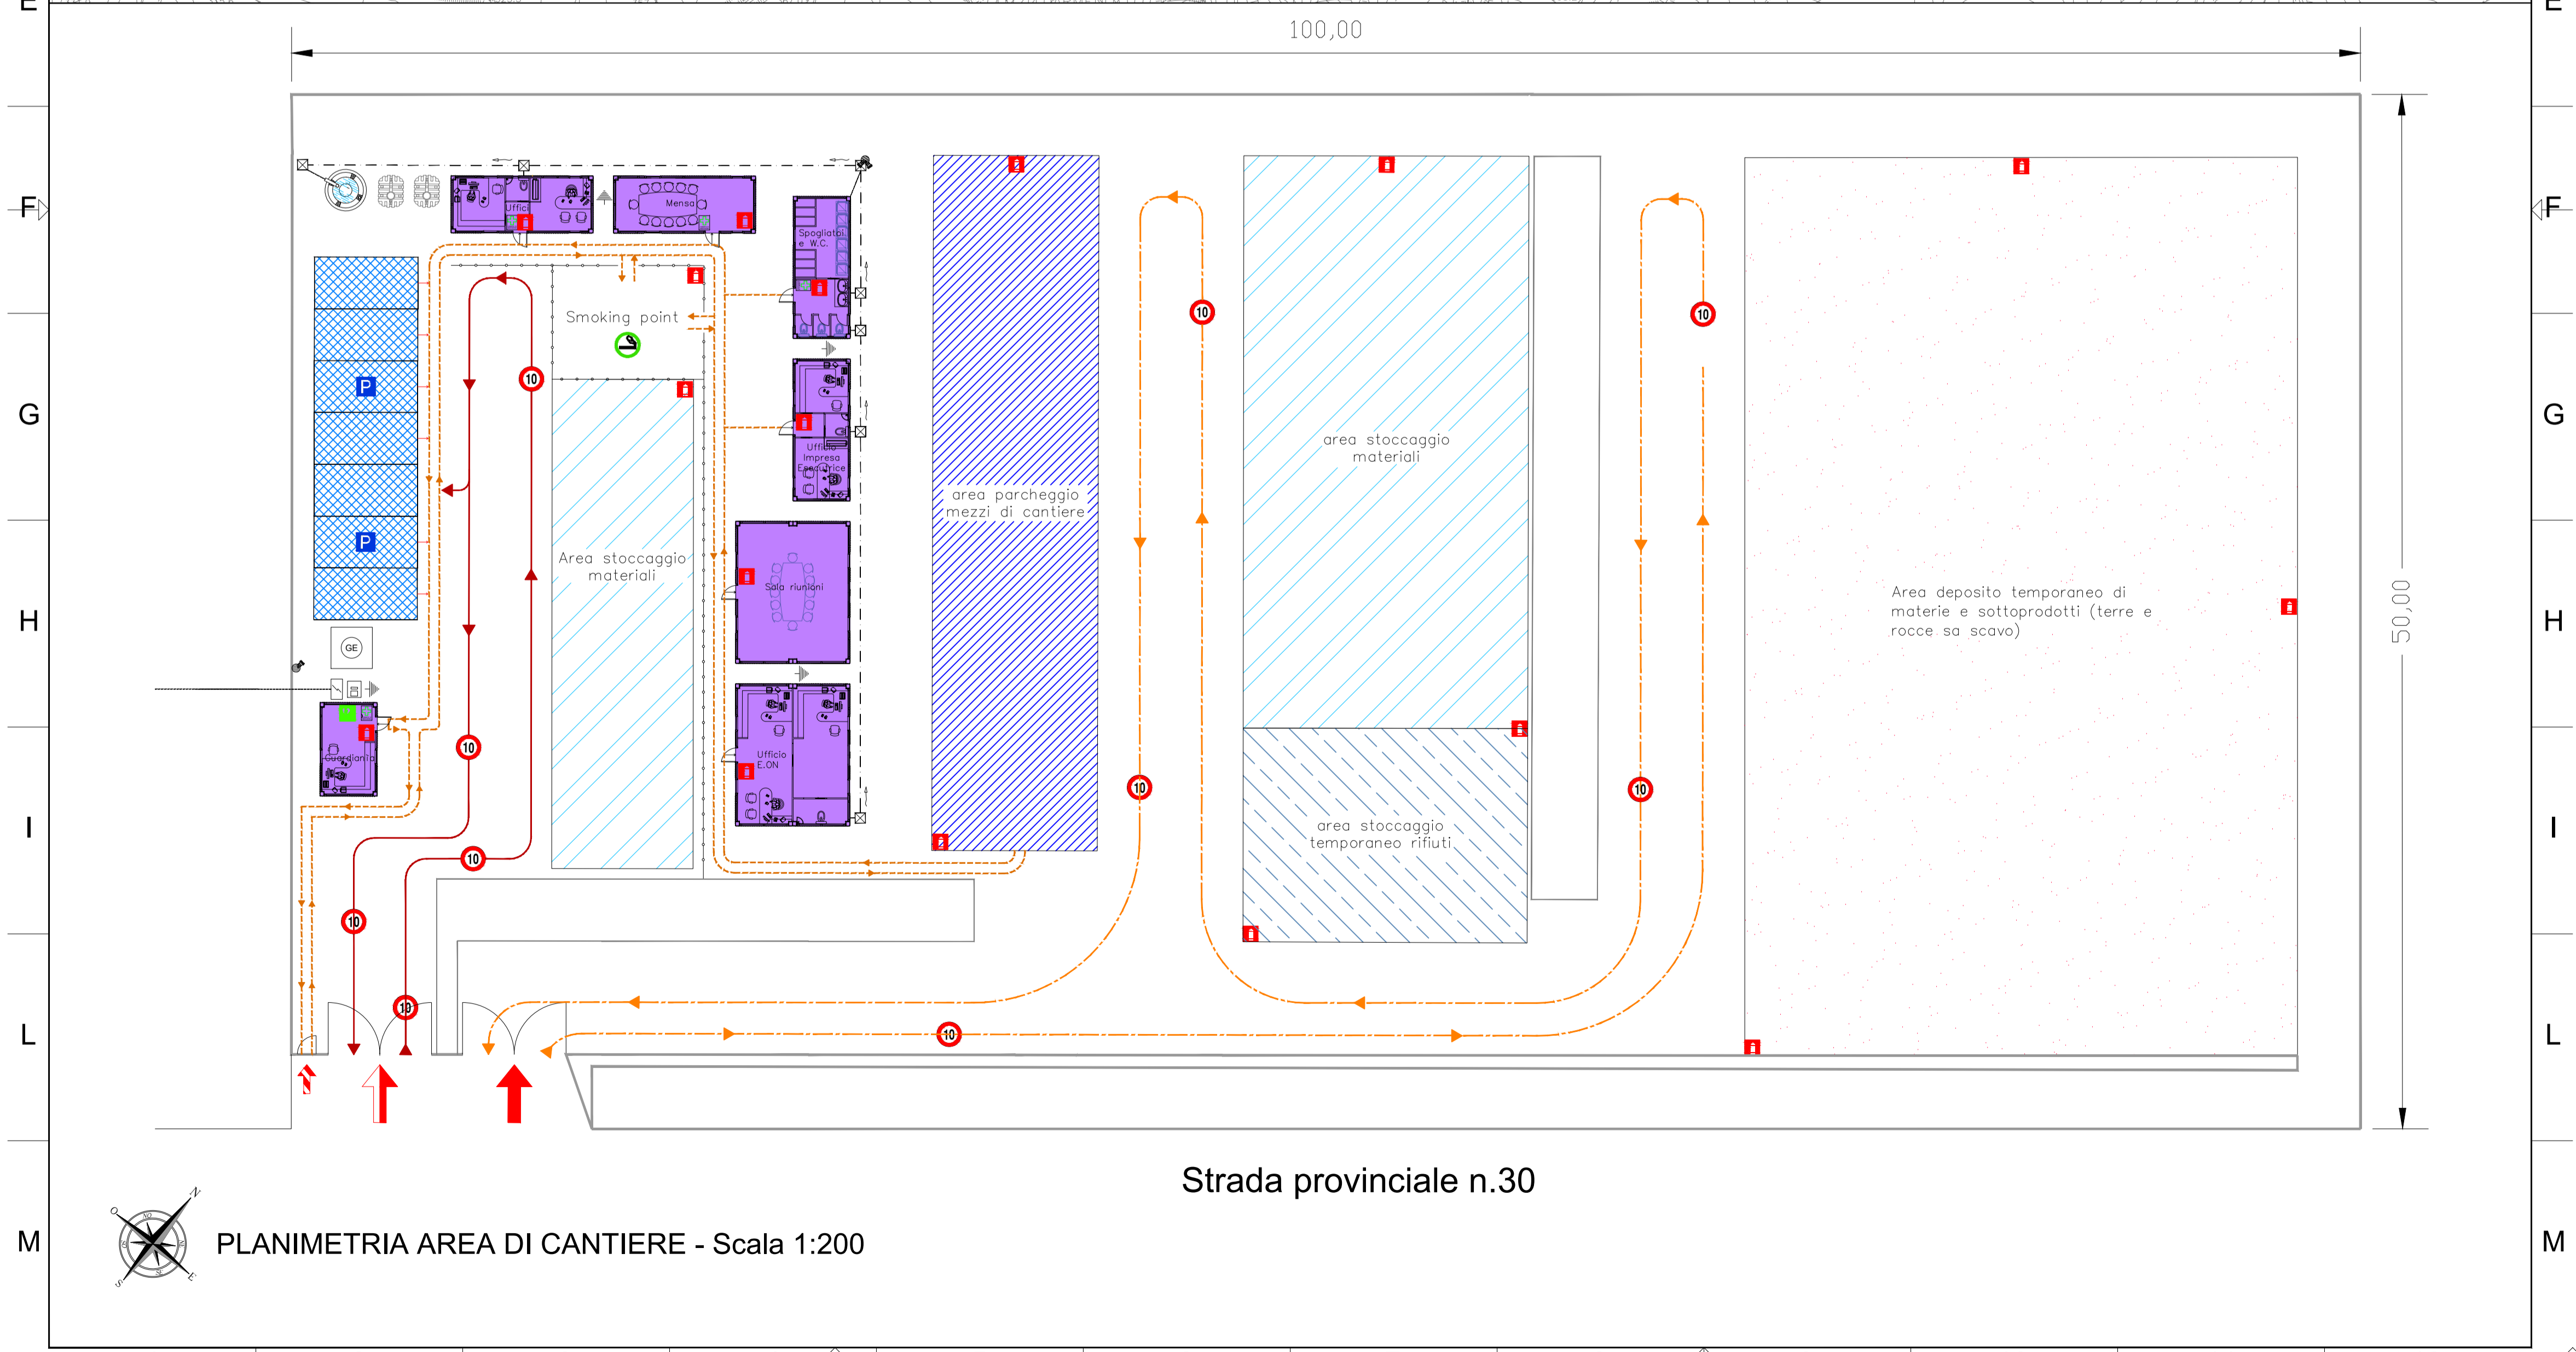 E
E
100,00
F
F
Uffici
Mensa
Spogliatoi
e W.C.
Smoking point
10
10
10
G
G
P
area stoccaggio
materiali
Ufficio
Impresa
Esecutrice
area parcheggio
mezzi di cantiere
P
Area stoccaggio
materiali
Sala riunioni
Area deposito temporaneo di
materie e sottoprodotti (terre e
rocce sa scavo)
50,00
H
H
GE
10
Ufficio
E.ON
Guardiania
10
10
I
I
area stoccaggio
temporaneo rifiuti
10
10
10
10
L
L
Strada provinciale n.30
N
O
NO
S
E
M
M
PLANIMETRIA AREA DI CANTIERE - Scala 1:200